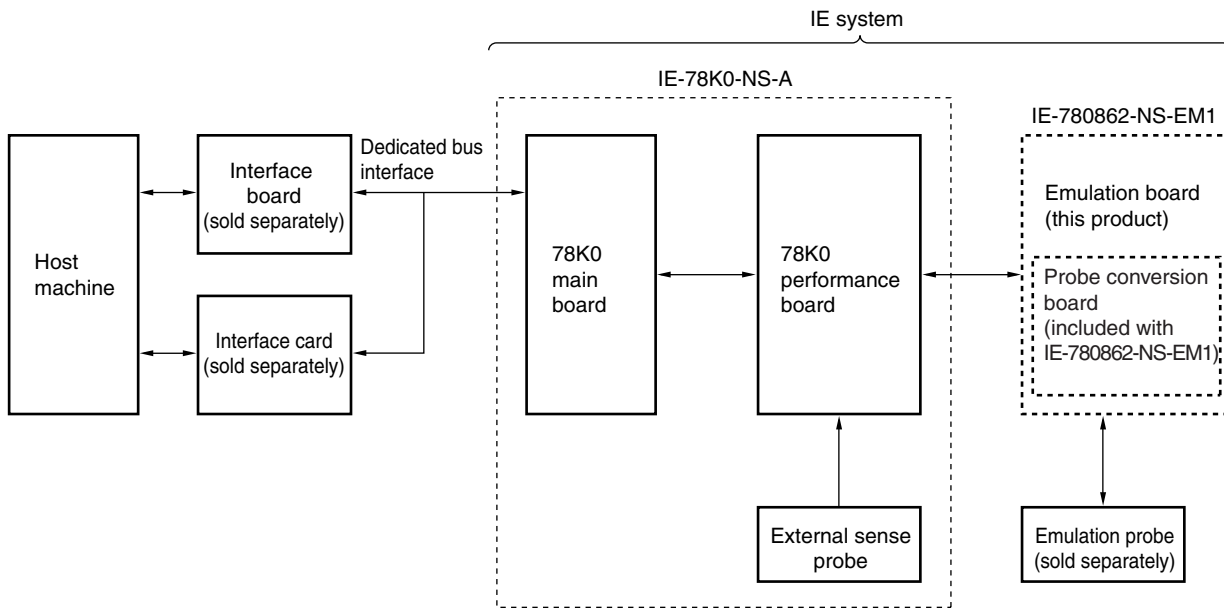 IE system
IE-78K0-NS-A
IE-780862-NS-EM1
Host
machine
Interface
board
(sold separately)
Interface card
(sold separately)
Dedicated bus
interface
78K0
main
board
78K0
performance
board
Emulation board
(this product)
Probe conversion
board
(included with
IE-780862-NS-EM1)
External sense
probe
Emulation probe
(sold separately)